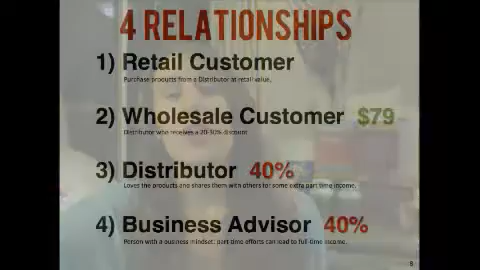 4 RELATIONSHIPS
1) Retail Customer
Purchase products from a Distributor at retail value.
2) Wholesale Customer $79
Distributor who receives a 20-30% discount
3) Distributor 40%
Loves the products and shares them with others for some extra part time income.
4) Business Advisor 40%
Person with a business mindset; part time efforts can lead to full time income.